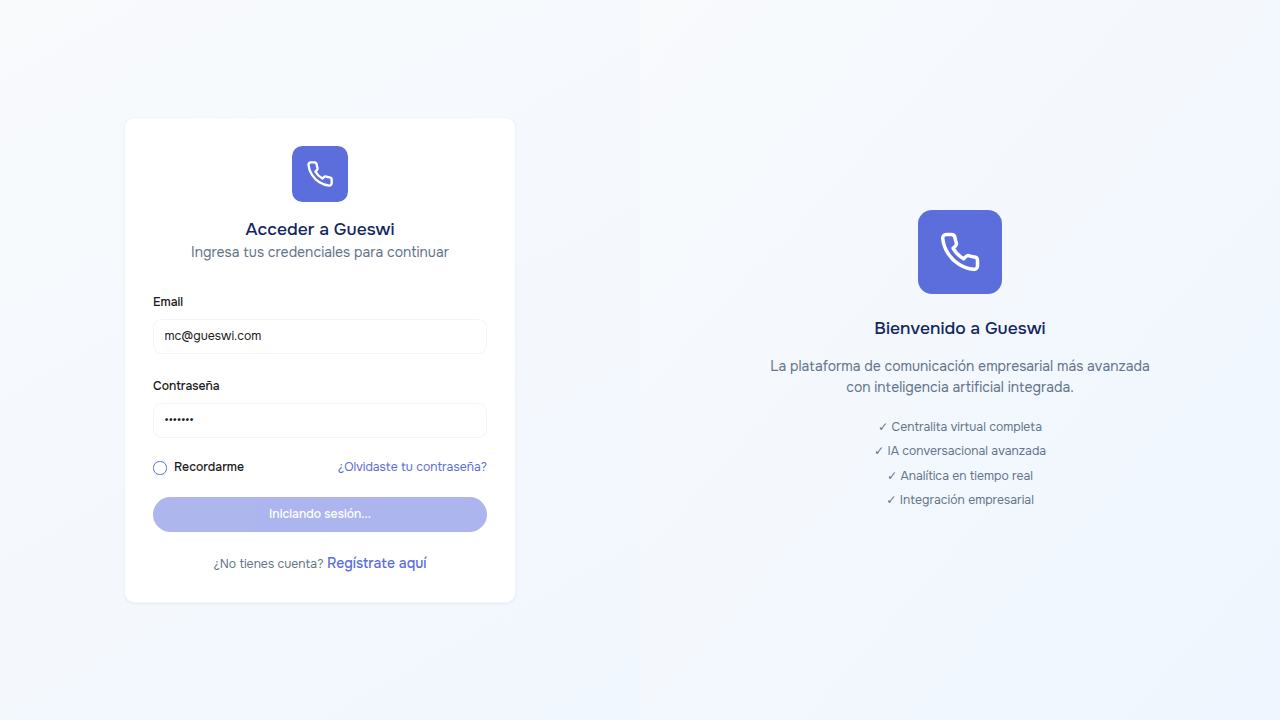 Acceder a Gueswi
Ingresa tus credenciales para continuar
Email
mc@gueswi.com
Contraseña
•••••••
Recordarme
¿Olvidaste tu contraseña?
Iniciando sesión...
¿No tienes cuenta? Regístrate aquí
Bienvenido a Gueswi
La plataforma de comunicación empresarial más avanzada
con inteligencia artificial integrada.
✓ Centralita virtual completa
✓ IA conversacional avanzada
✓ Analítica en tiempo real
✓ Integración empresarial